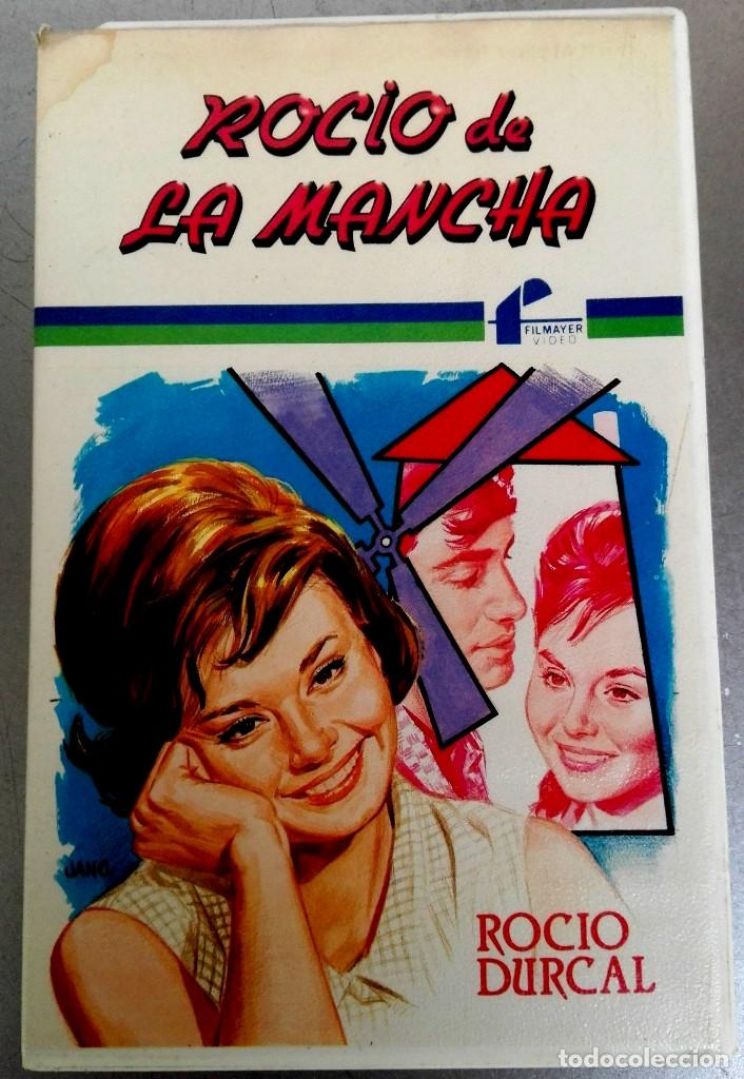 ROCIO de
LA MANCHA
FILMAYER
VIDEO
JANO
ROCIO
DURCAL
todocoleccion